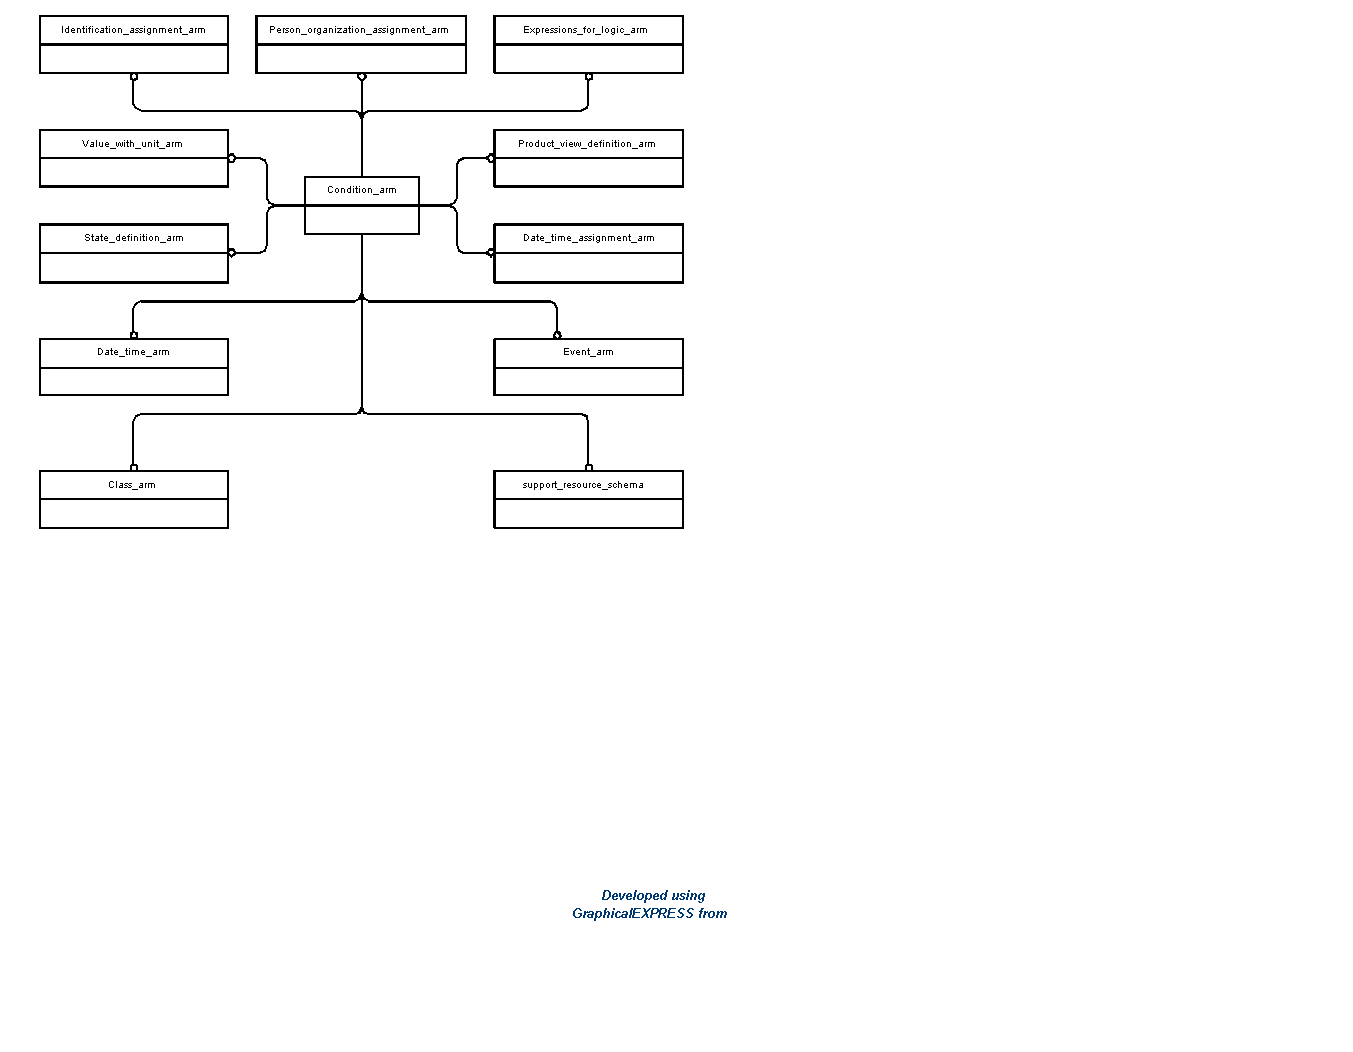 Identification_assignment_arm
Person_organization_assignment_arm
Expressions_for_logic_arm
Value_with_unit_arm
Product_view_definition_arm
Condition_arm
State_definition_arm
Date_time_assignment_arm
Date_time_arm
Event_arm
Class_arm
support_resource_schema
Developed using
GraphicalEXPRESS from